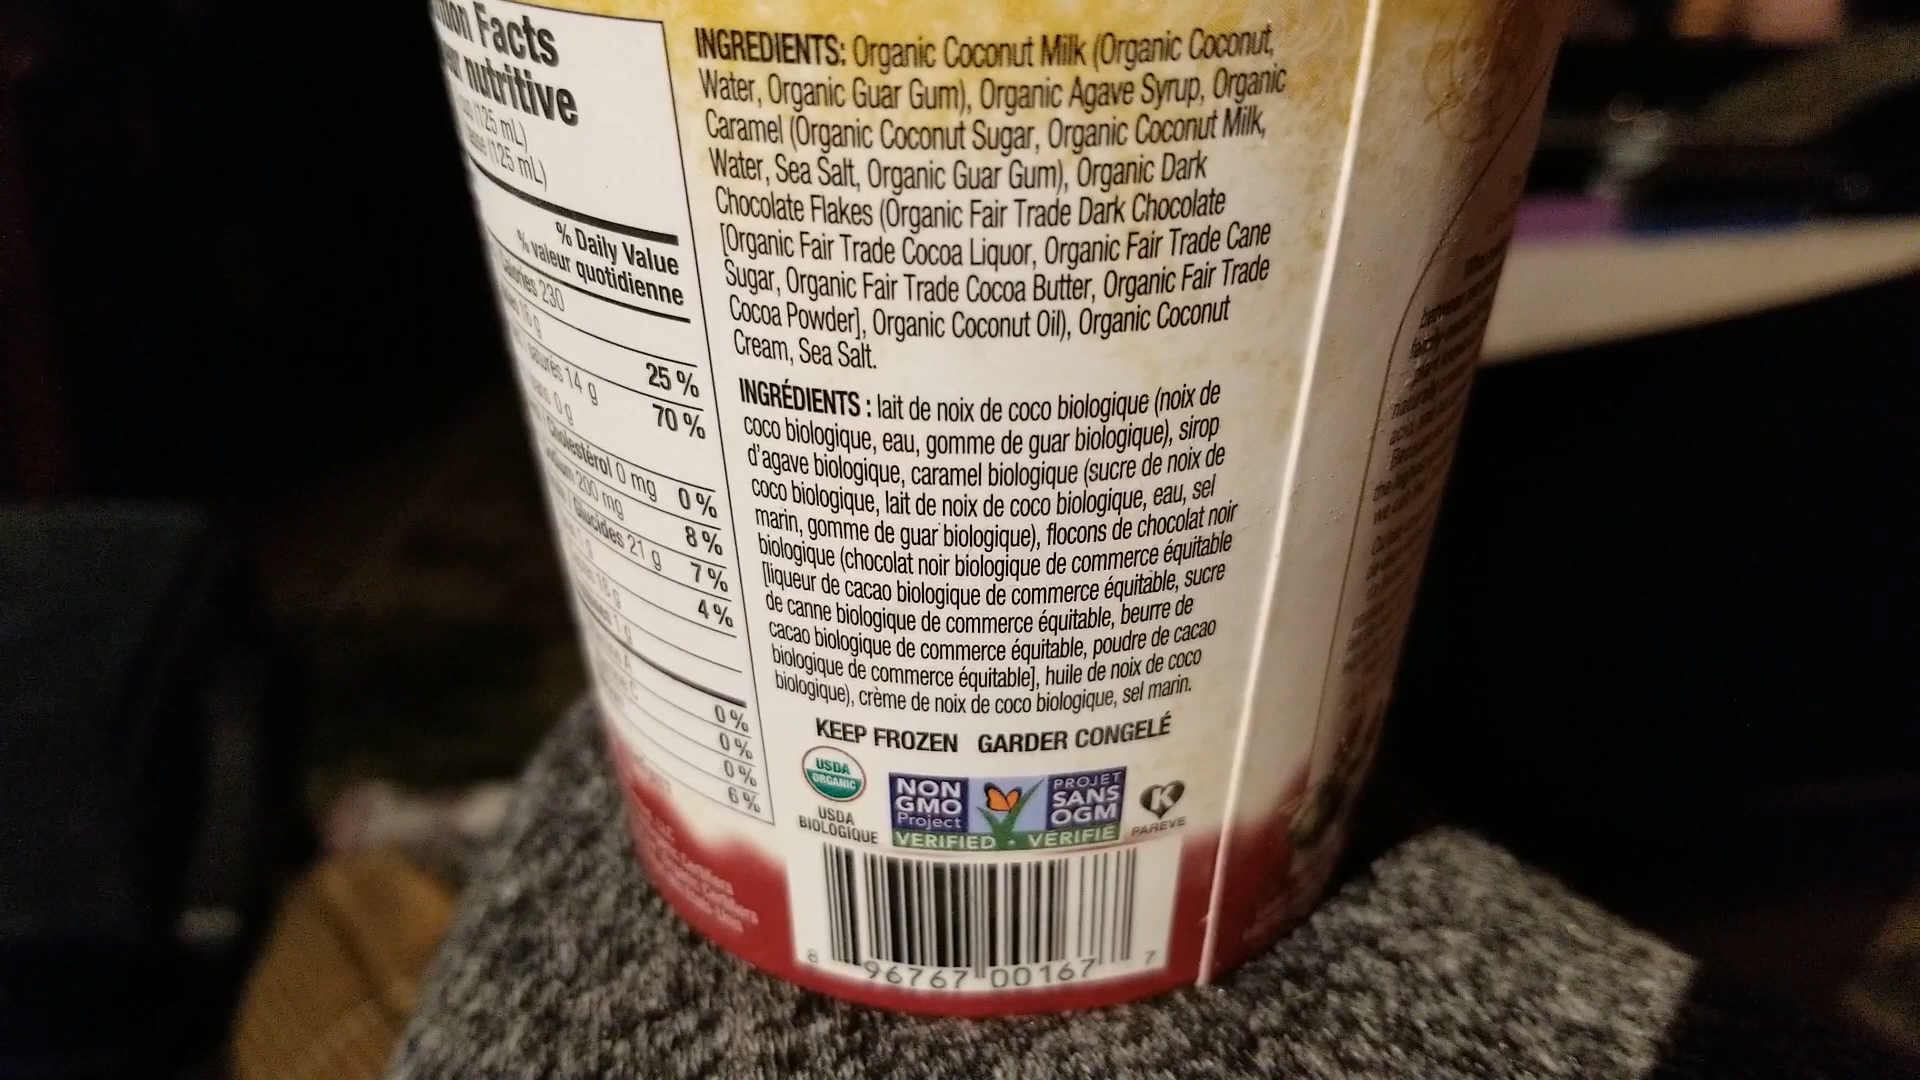 Facts
nutritive
(125 mL)
(125 mL)
% Daily Value
% valeur quotidienne
Calories 230
16 g 25 %
saturés 14 g 70 %
0 g
Cholestérol 0 mg 0 %
Sodium 200 mg 8 %
Glucides 21 g 7 %
4 %
18 g
1 g
0 %
0 %
0 %
6 %
INGREDIENTS: Organic Coconut Milk (Organic Coconut,
Water, Organic Guar Gum), Organic Agave Syrup, Organic
Caramel (Organic Coconut Sugar, Organic Coconut Milk,
Water, Sea Salt, Organic Guar Gum), Organic Dark
Chocolate Flakes (Organic Fair Trade Dark Chocolate
[Organic Fair Trade Cocoa Liquor, Organic Fair Trade Cane
Sugar, Organic Fair Trade Cocoa Butter, Organic Fair Trade
Cocoa Powder], Organic Coconut Oil), Organic Coconut
Cream, Sea Salt.
INGRÉDIENTS : lait de noix de coco biologique (noix de
coco biologique, eau, gomme de guar biologique), sirop
d'agave biologique, caramel biologique (sucre de noix de
coco biologique, lait de noix de coco biologique, eau, sel
marin, gomme de guar biologique), flocons de chocolat noir
biologique (chocolat noir biologique de commerce équitable
[liqueur de cacao biologique de commerce équitable, sucre
de canne biologique de commerce équitable, beurre de
cacao biologique de commerce équitable, poudre de cacao
biologique de commerce équitable], huile de noix de coco
biologique), crème de noix de coco biologique, sel marin.
KEEP FROZEN GARDER CONGELÉ
USDA
ORGANIC
USDA
BIOLOGIQUE
NON
GMO
Project
VERIFIED
PROJET
SANS
OGM
VÉRIFIÉ
K
PAREVE
8 96767 00167 7